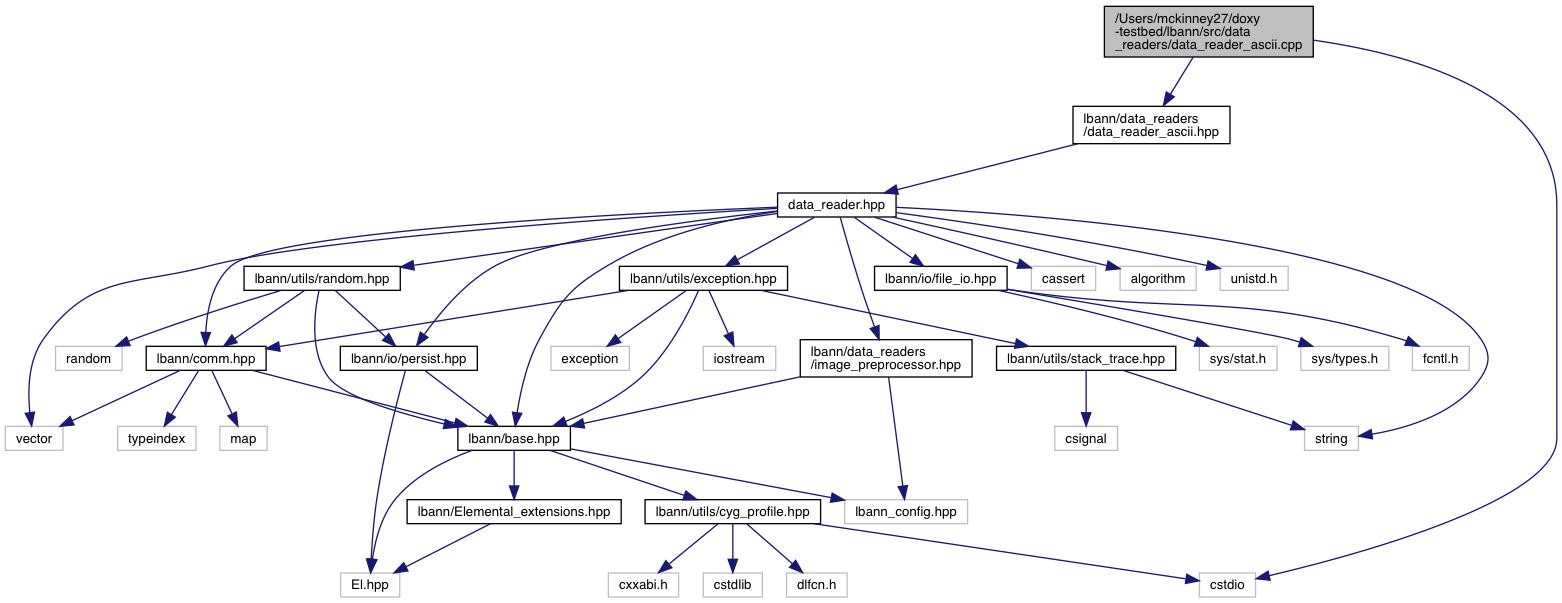 /Users/mckinney27/doxy
-testbed/lbann/src/data
_readers/data_reader_ascii.cpp
lbann/data_readers
/data_reader_ascii.hpp
data_reader.hpp
lbann/utils/random.hpp
lbann/utils/exception.hpp
lbann/io/file_io.hpp
cassert
algorithm
unistd.h
random
lbann/comm.hpp
lbann/io/persist.hpp
exception
iostream
lbann/data_readers
/image_preprocessor.hpp
lbann/utils/stack_trace.hpp
sys/stat.h
sys/types.h
fcntl.h
vector
typeindex
map
lbann/base.hpp
csignal
string
lbann/Elemental_extensions.hpp
lbann/utils/cyg_profile.hpp
lbann_config.hpp
El.hpp
cxxabi.h
cstdlib
dlfcn.h
cstdio